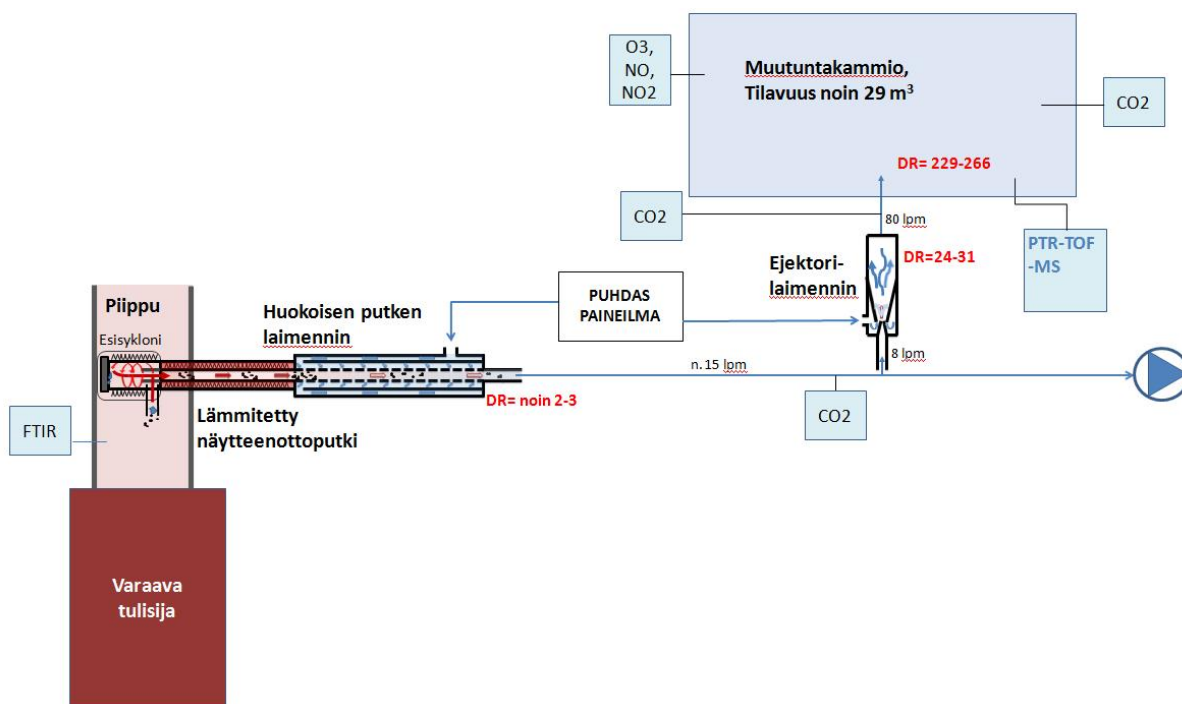 O3,
NO,
NO2
Muutuntakammio,
Tilavuus noin 29 m³
CO2
DR= 229-266
CO2
80 lpm
PTR-TOF
-MS
DR=24-31
Ejektori-
laimennin
PUHDAS
PAINEILMA
Piippu
Esisykloni
Huokoisen putken
laimennin
8 lpm
n. 15 lpm
DR= noin 2-3
CO2
FTIR
Lämmitetty
näytteenottoputki
Varaava
tulisija